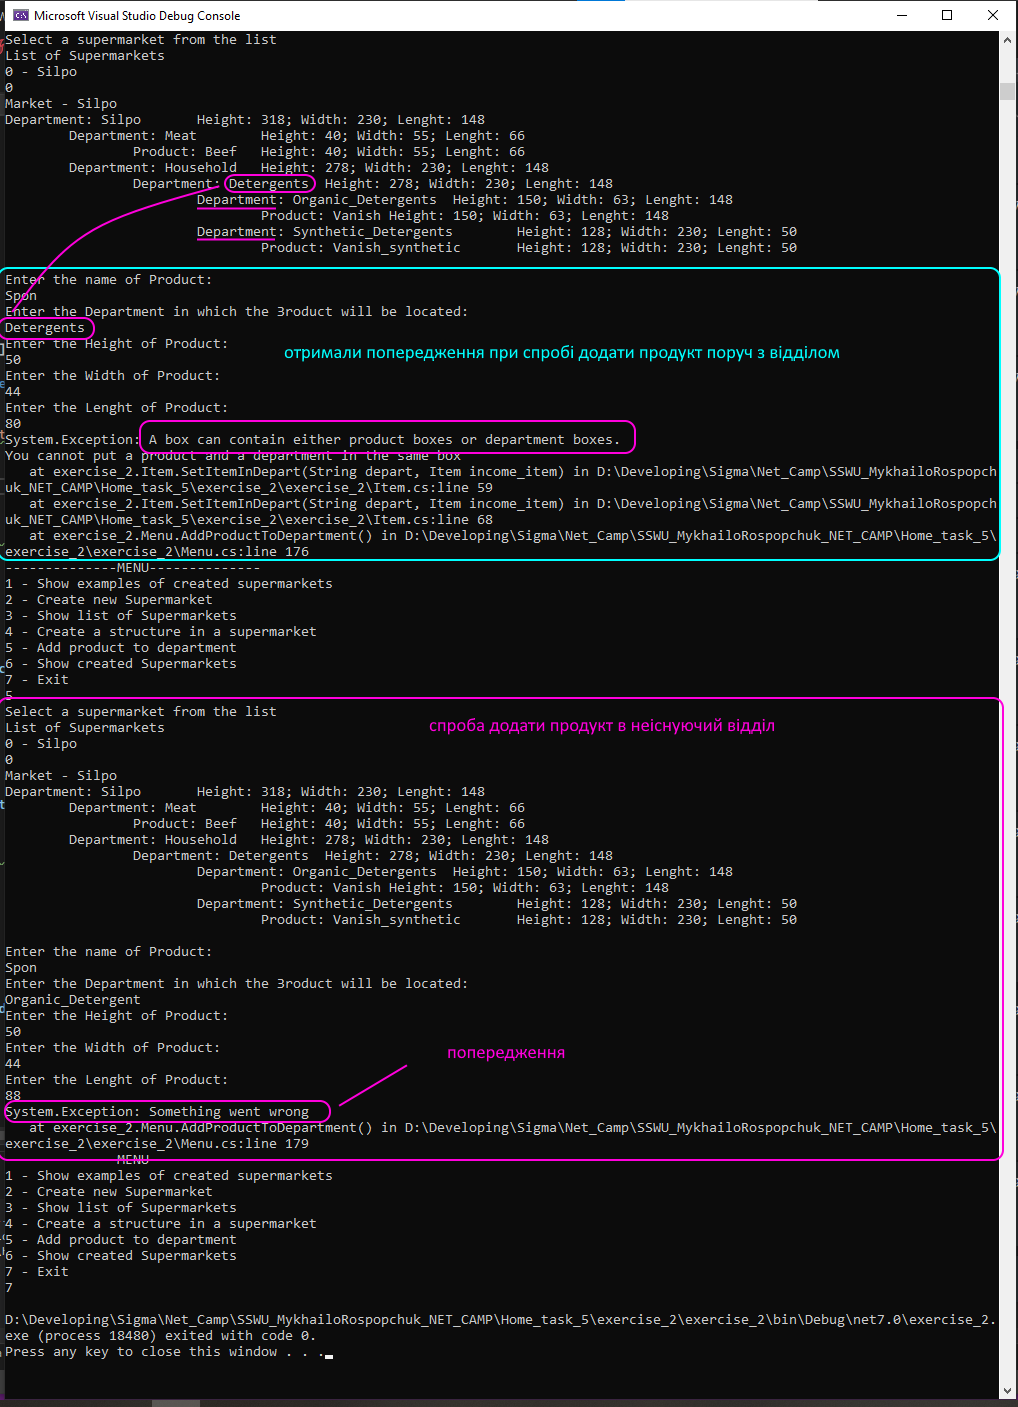 Microsoft Visual Studio Debug Console
Select a supermarket from the list
List of Supermarkets
0 - Silpo
0
Market - Silpo
Department: Silpo Height: 318; Width: 230; Lenght: 148
Department: Meat Height: 40; Width: 55; Lenght: 66
Product: Beef Height: 40; Width: 55; Lenght: 66
Department: Household Height: 278; Width: 230; Lenght: 148
Department: Detergents Height: 278; Width: 230; Lenght: 148
Department: Organic_Detergents Height: 150; Width: 63; Lenght: 148
Product: Vanish Height: 150; Width: 63; Lenght: 148
Department: Synthetic_Detergents Height: 128; Width: 230; Lenght: 50
Product: Vanish_synthetic Height: 128; Width: 230; Lenght: 50
Enter the name of Product:
Spon
Enter the Department in which the 3roduct will be located:
Detergents
Enter the Height of Product:
отримали попередження при спробі додати продукт поруч з відділом
50
Enter the Width of Product:
44
Enter the Lenght of Product:
80
System.Exception: A box can contain either product boxes or department boxes.
You cannot put a product and a department in the same box
at exercise_2.Item.SetItemInDepart(String depart, Item income_item) in D:\Developing\Sigma\Net_Camp\SSWU_MykhailoRospopch
uk_NET_CAMP\Home_task_5\exercise_2\exercise_2\Item.cs:line 59
at exercise_2.Item.SetItemInDepart(String depart, Item income_item) in D:\Developing\Sigma\Net_Camp\SSWU_MykhailoRospopch
uk_NET_CAMP\Home_task_5\exercise_2\exercise_2\Item.cs:line 68
at exercise_2.Menu.AddProductToDepartment() in D:\Developing\Sigma\Net_Camp\SSWU_MykhailoRospopchuk_NET_CAMP\Home_task_5\
exercise_2\exercise_2\Menu.cs:line 176
--------------MENU--------------
1 - Show examples of created supermarkets
2 - Create new Supermarket
3 - Show list of Supermarkets
4 - Create a structure in a supermarket
5 - Add product to department
6 - Show created Supermarkets
7 - Exit
5
Select a supermarket from the list
спроба додати продукт в неіснуючий відділ
List of Supermarkets
0 - Silpo
0
Market - Silpo
Department: Silpo Height: 318; Width: 230; Lenght: 148
Department: Meat Height: 40; Width: 55; Lenght: 66
Product: Beef Height: 40; Width: 55; Lenght: 66
Department: Household Height: 278; Width: 230; Lenght: 148
Department: Detergents Height: 278; Width: 230; Lenght: 148
Department: Organic_Detergents Height: 150; Width: 63; Lenght: 148
Product: Vanish Height: 150; Width: 63; Lenght: 148
Department: Synthetic_Detergents Height: 128; Width: 230; Lenght: 50
Product: Vanish_synthetic Height: 128; Width: 230; Lenght: 50
Enter the name of Product:
Spon
Enter the Department in which the 3roduct will be located:
Organic_Detergent
Enter the Height of Product:
50
Enter the Width of Product:
попередження
44
Enter the Lenght of Product:
88
System.Exception: Something went wrong
at exercise_2.Menu.AddProductToDepartment() in D:\Developing\Sigma\Net_Camp\SSWU_MykhailoRospopchuk_NET_CAMP\Home_task_5\
exercise_2\exercise_2\Menu.cs:line 179
MENU
1 - Show examples of created supermarkets
2 - Create new Supermarket
3 - Show list of Supermarkets
4 - Create a structure in a supermarket
5 - Add product to department
6 - Show created Supermarkets
7 - Exit
7
D:\Developing\Sigma\Net_Camp\SSWU_MykhailoRospopchuk_NET_CAMP\Home_task_5\exercise_2\exercise_2\bin\Debug\net7.0\exercise_2.
exe (process 18480) exited with code 0.
Press any key to close this window . . .